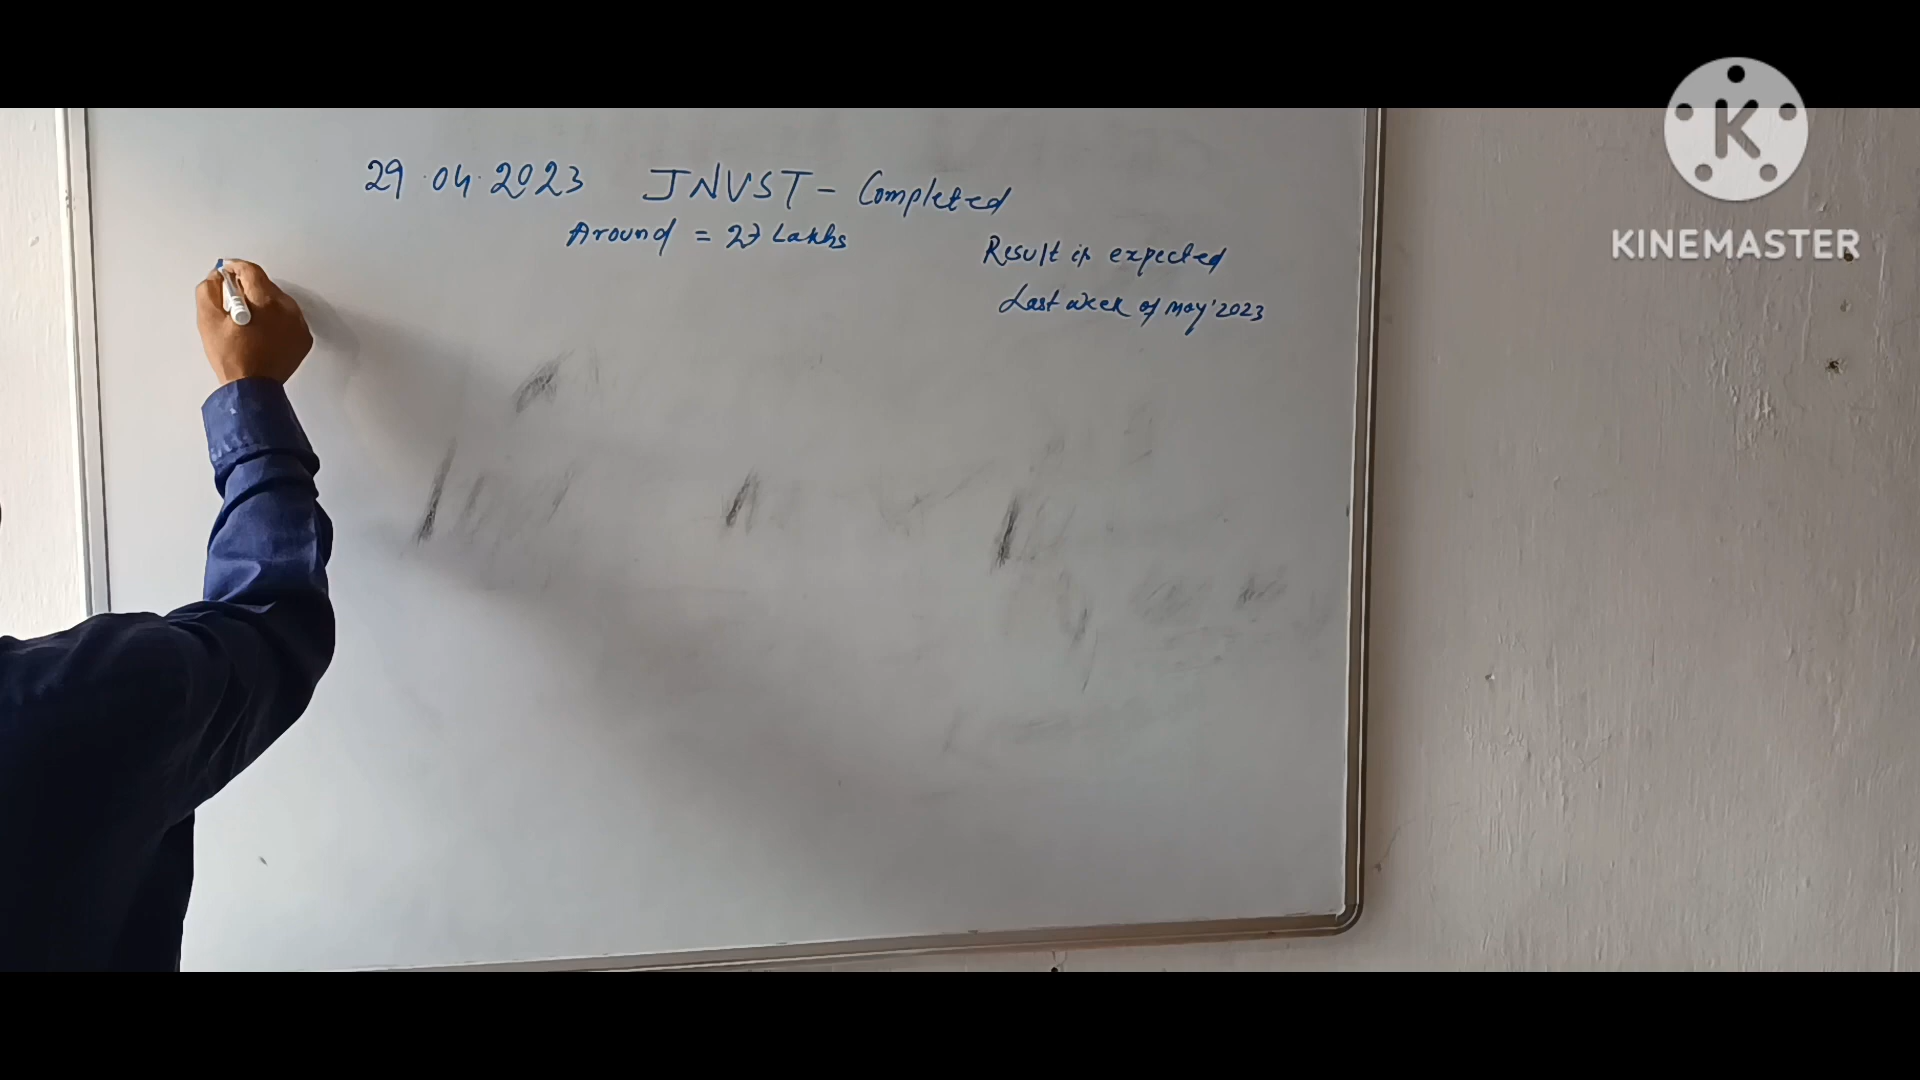 29.04.2023 JNVST - Completed
Around = 27 Lakhs
Result is expected
Last week of may'2023
K
KINEMASTER